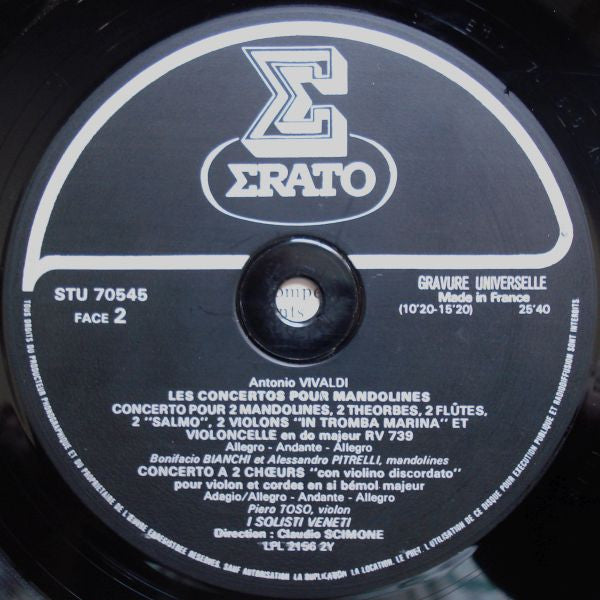 Σ
ΣRATO
STU 70545
FACE 2
GRAVURE UNIVERSELLE
Made in France
(10'20-15'20) 25'40
ompe
nts
Antonio VIVALDI
LES CONCERTOS POUR MANDOLINES
CONCERTO POUR 2 MANDOLINES, 2 THEORBES, 2 FLÛTES,
2 "SALMO", 2 VIOLONS "IN TROMBA MARINA" ET
VIOLONCELLE en do majeur RV 739
Allegro - Andante - Allegro
Bonifacio BIANCHI et Alessandro PITRELLI, mandolines
CONCERTO A 2 CHŒURS "con violino discordato"
pour violon et cordes en si bémol majeur
Adagio/Allegro - Andante - Allegro
Piero TOSO, violon
I SOLISTI VENETI
Direction : Claudio SCIMONE
LPL 2196 2Y
TOUS DROITS DU PRODUCTEUR PHONOGRAPHIQUE ET DU PROPRIETAIRE DE L'ŒUVRE ENREGISTREE RESERVES. SAUF AUTORISATION LA DUPLICATION, LA LOCATION, LE PRET, L'UTILISATION DE CE DISQUE POUR EXECUTION PUBLIQUE ET RADIODIFFUSION SONT INTERDITS.